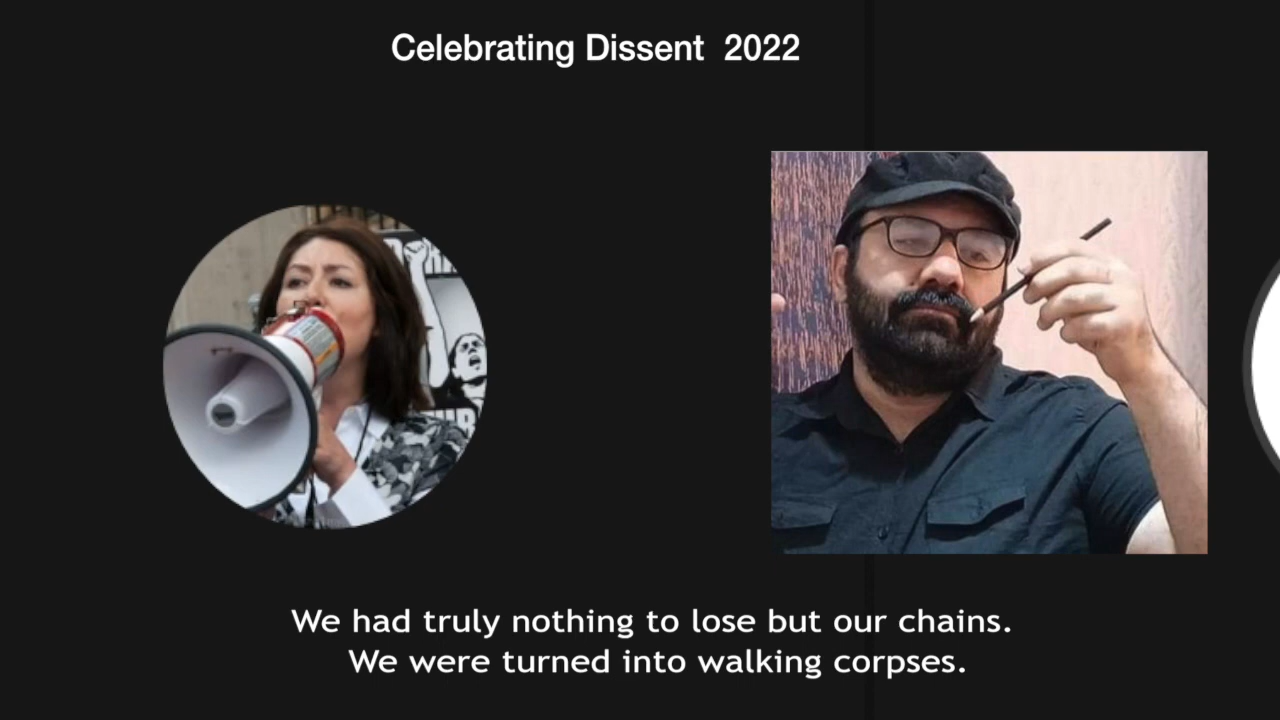 Celebrating Dissent 2022
We had truly nothing to lose but our chains.
We were turned into walking corpses.